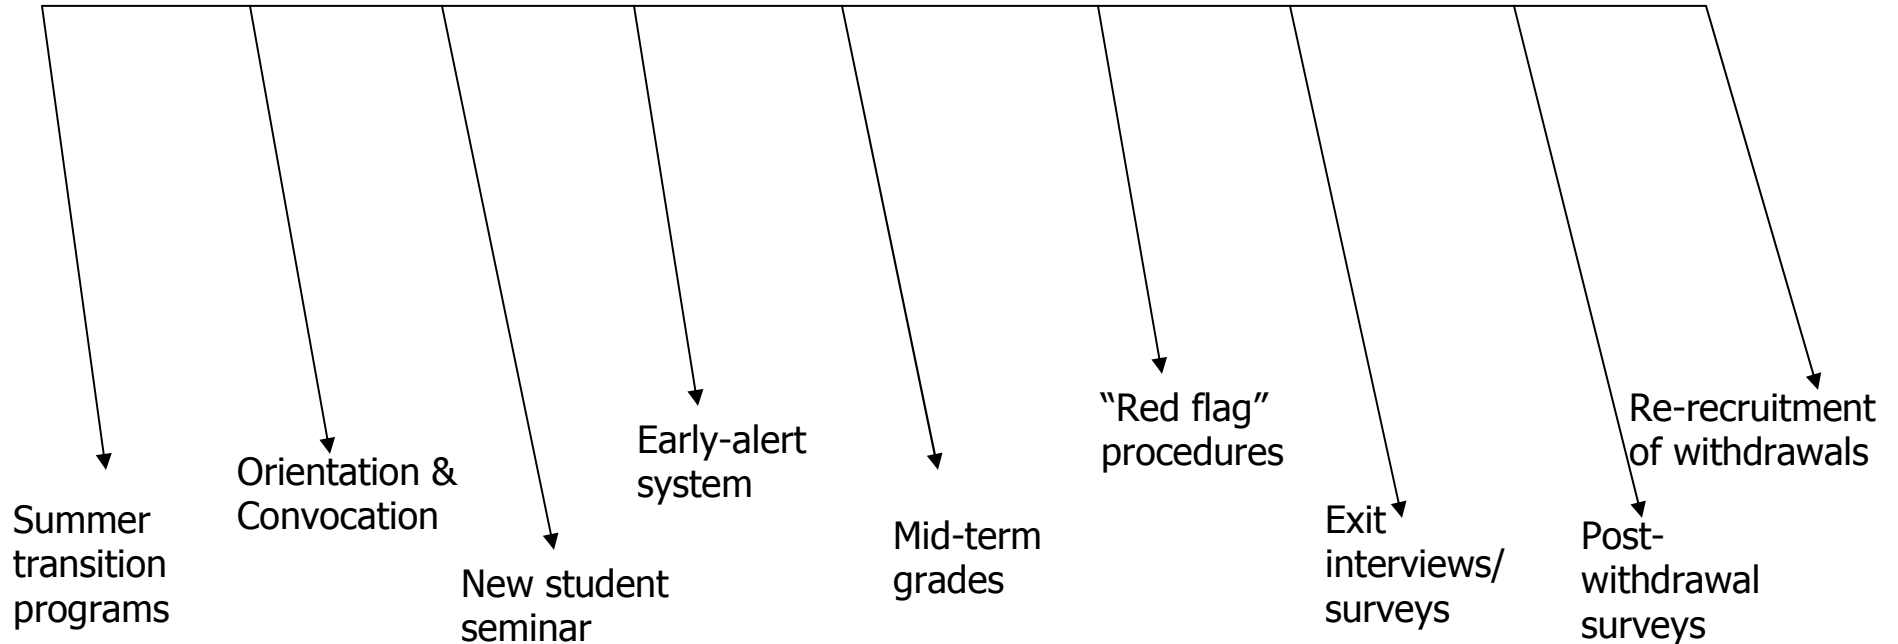 Summer
transition
programs
Orientation &
Convocation
New student
seminar
Early-alert
system
Mid-term
grades
“Red flag”
procedures
Exit
interviews/
surveys
Post-
withdrawal
surveys
Re-recruitment
of withdrawals